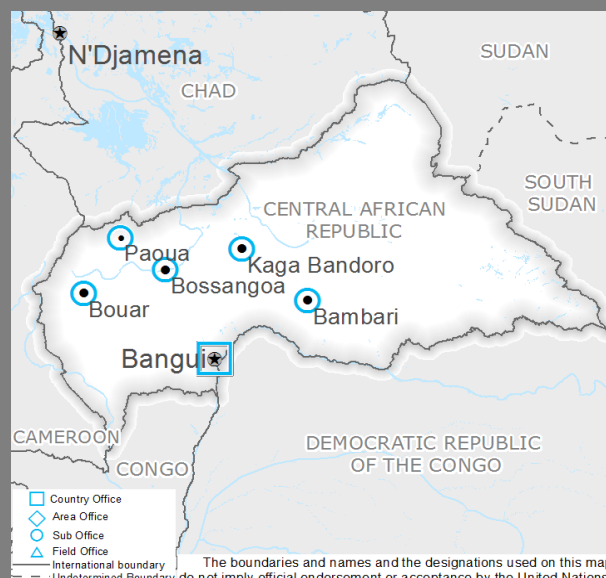 N'Djamena
SUDAN
CHAD
SOUTH
SUDAN
CENTRAL AFRICAN
REPUBLIC
Paoua
Kaga Bandoro
Bossangoa
Bouar
Bambari
Bangui
CAMEROON
CONGO
DEMOCRATIC REPUBLIC
OF THE CONGO
Country Office
Area Office
Sub Office
Field Office
International boundary
The boundaries and names and the designations used on this map
Undetermined Boundary
do not imply official endorsement or acceptance by the United Nations